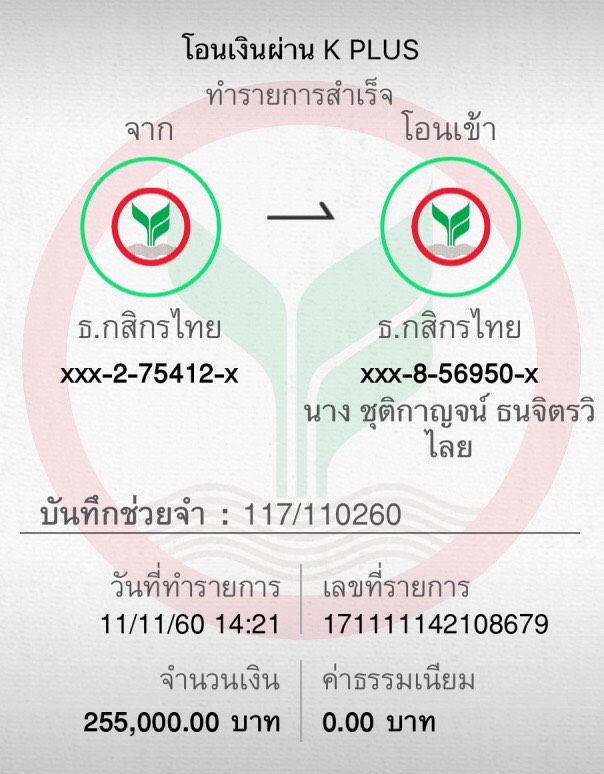 โอนเงินผ่าน K PLUS
ทำรายการสำเร็จ
จาก
โอนเข้า
ธ.กสิกรไทย
ธ.กสิกรไทย
xxx-2-75412-x
xxx-8-56950-x
นาง ชุติกาญจน์ ธนจิตรวิ
ไลย
บันทึกช่วยจำ : 117/110260
วันที่ทำรายการ
เลขที่รายการ
11/11/60 14:21
171111142108679
จำนวนเงิน
ค่าธรรมเนียม
255,000.00 บาท
0.00 บาท